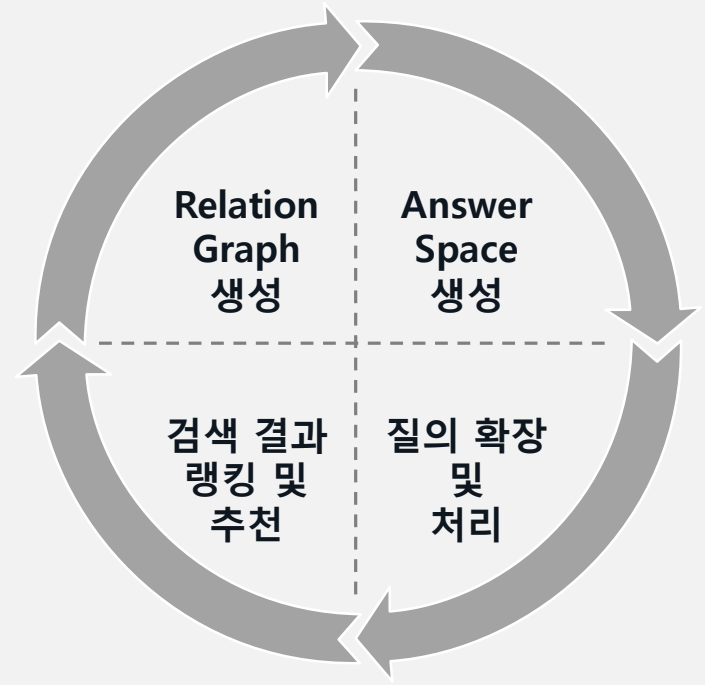 Relation
Graph
생성
Answer
Space
생성
검색 결과
랭킹 및
추천
질의 확장
및
처리